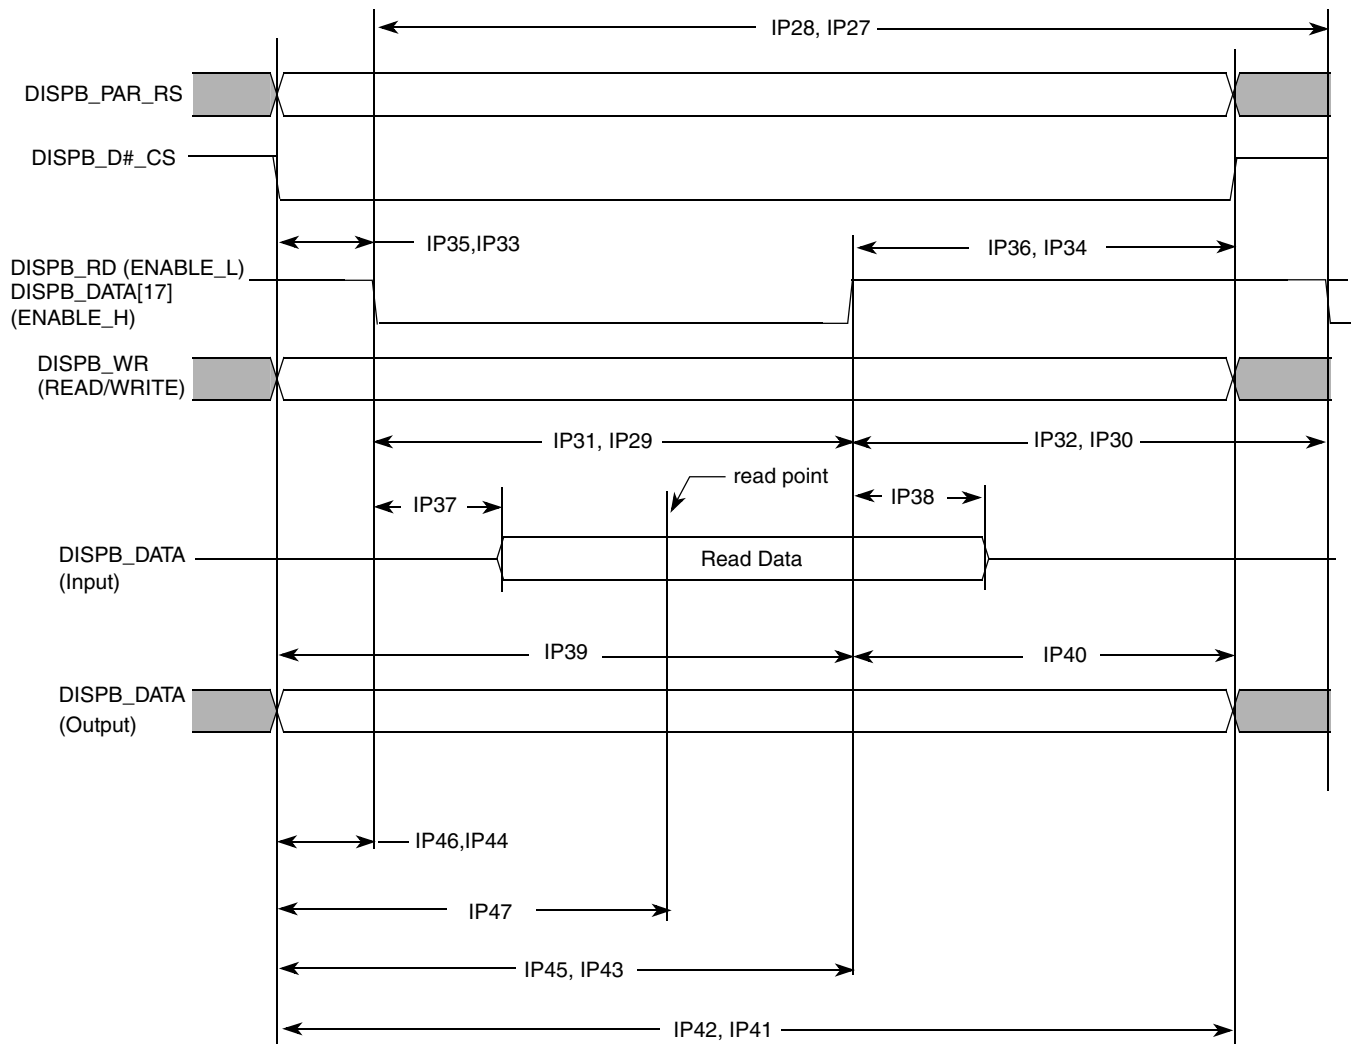 IP28, IP27
DISPB_PAR_RS
DISPB_D#_CS
IP35,IP33
IP36, IP34
DISPB_RD (ENABLE_L)
DISPB_DATA[17]
(ENABLE_H)
DISPB_WR
(READ/WRITE)
IP31, IP29
IP32, IP30
read point
IP37
IP38
DISPB_DATA
(Input)
Read Data
IP39
IP40
DISPB_DATA
(Output)
IP46,IP44
IP47
IP45, IP43
IP42, IP41